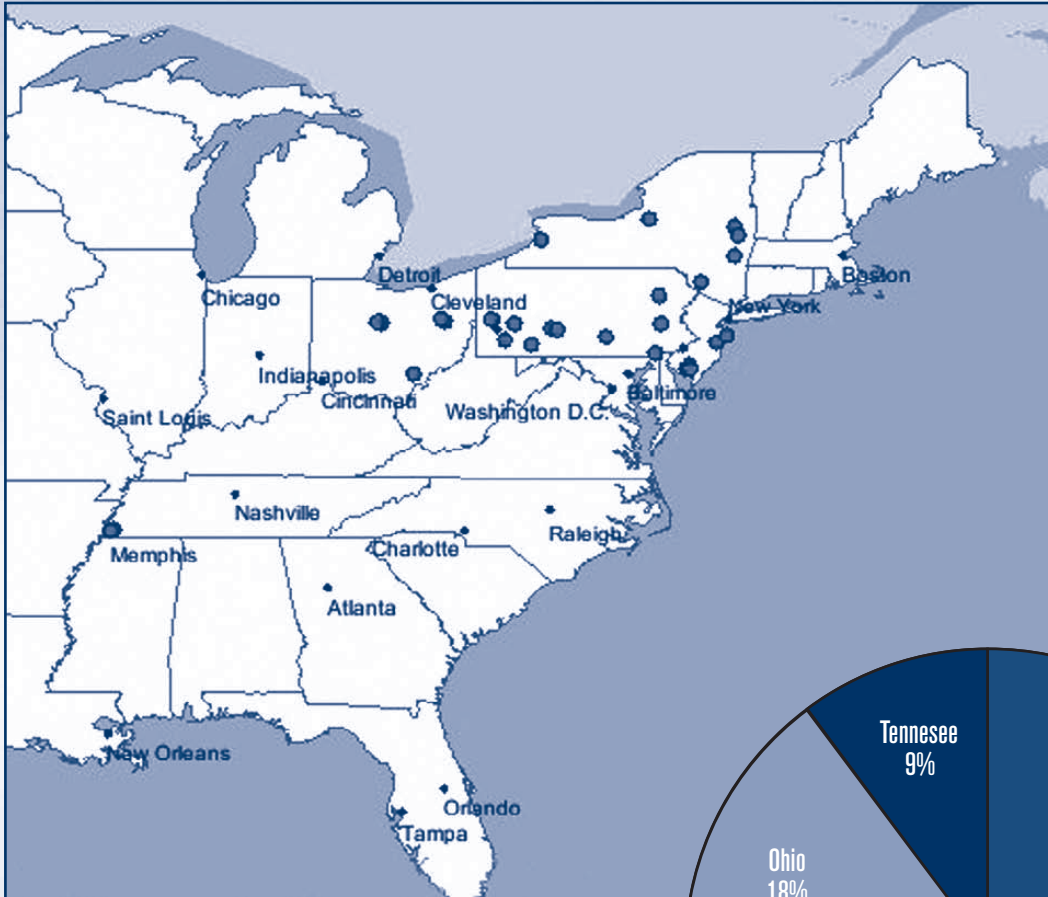 Detroit
Boston
Chicago
Cleveland
New York
Indianapolis
Cincinnati
Baltimore
Washington D.C.
Saint Louis
Nashville
Raleigh
Charlotte
Memphis
Atlanta
New Orleans
Orlando
Tampa
Tennesee
9%
Ohio
18%